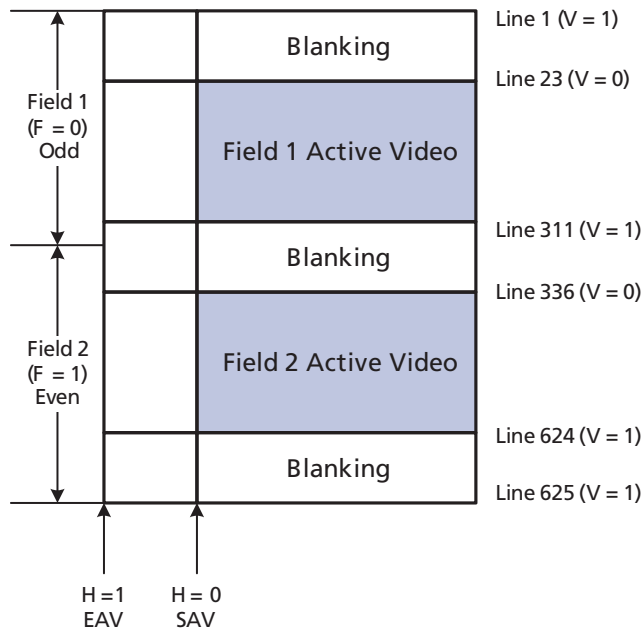 Line 1 (V = 1)
Blanking
Line 23 (V = 0)
Field 1
(F = 0)
Odd
Field 1 Active Video
Line 311 (V = 1)
Blanking
Line 336 (V = 0)
Field 2
(F = 1)
Even
Field 2 Active Video
Line 624 (V = 1)
Blanking
Line 625 (V = 1)
H = 1
EAV
H = 0
SAV